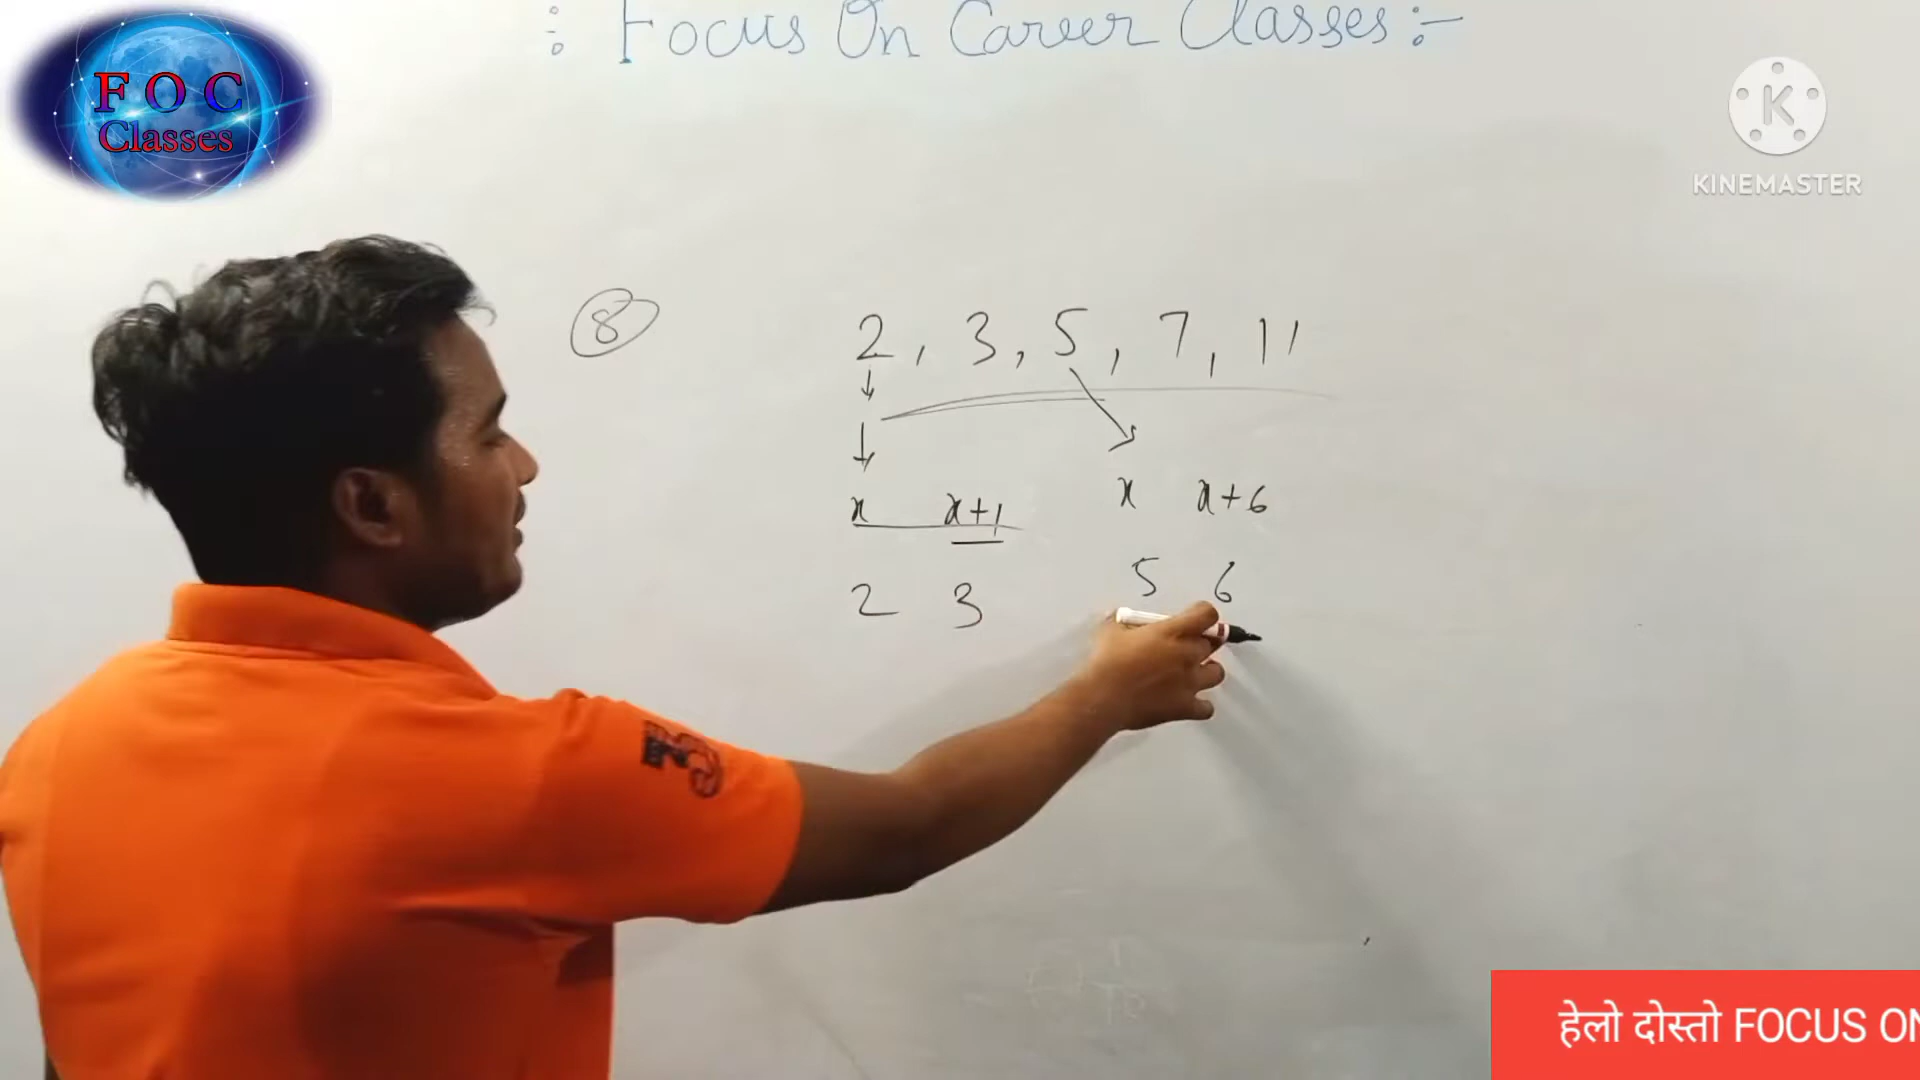 :- Focus On Career Classes :-
F O C
Classes
K
KINEMASTER
8
2, 3, 5, 7, 11
x x+1 x x+6
5 6
2 3
3
हेलो दोस्तो FOCUS ON